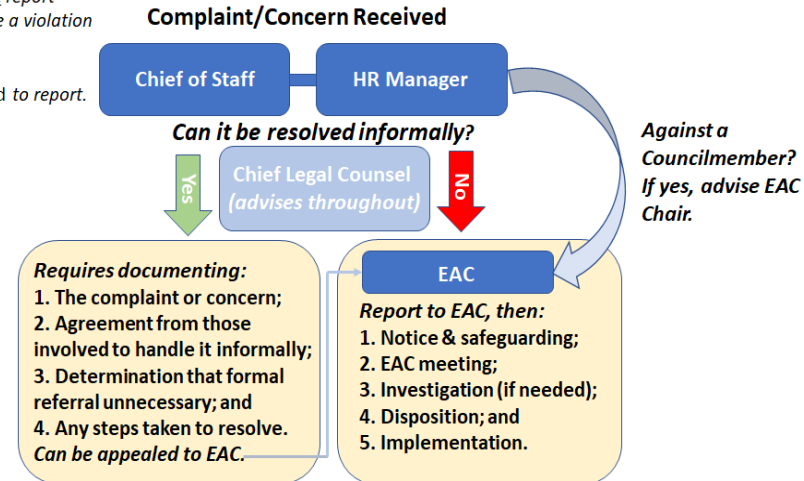 report
e a violation
d to report.
Complaint/Concern Received
Chief of Staff
HR Manager
Can it be resolved informally?
Yes
Chief Legal Counsel
(advises throughout)
No
Against a
Councilmember?
If yes, advise EAC
Chair.
Requires documenting:
1. The complaint or concern;
2. Agreement from those
involved to handle it informally;
3. Determination that formal
referral unnecessary; and
4. Any steps taken to resolve.
Can be appealed to EAC.
EAC
Report to EAC, then:
1. Notice & safeguarding;
2. EAC meeting;
3. Investigation (if needed);
4. Disposition; and
5. Implementation.